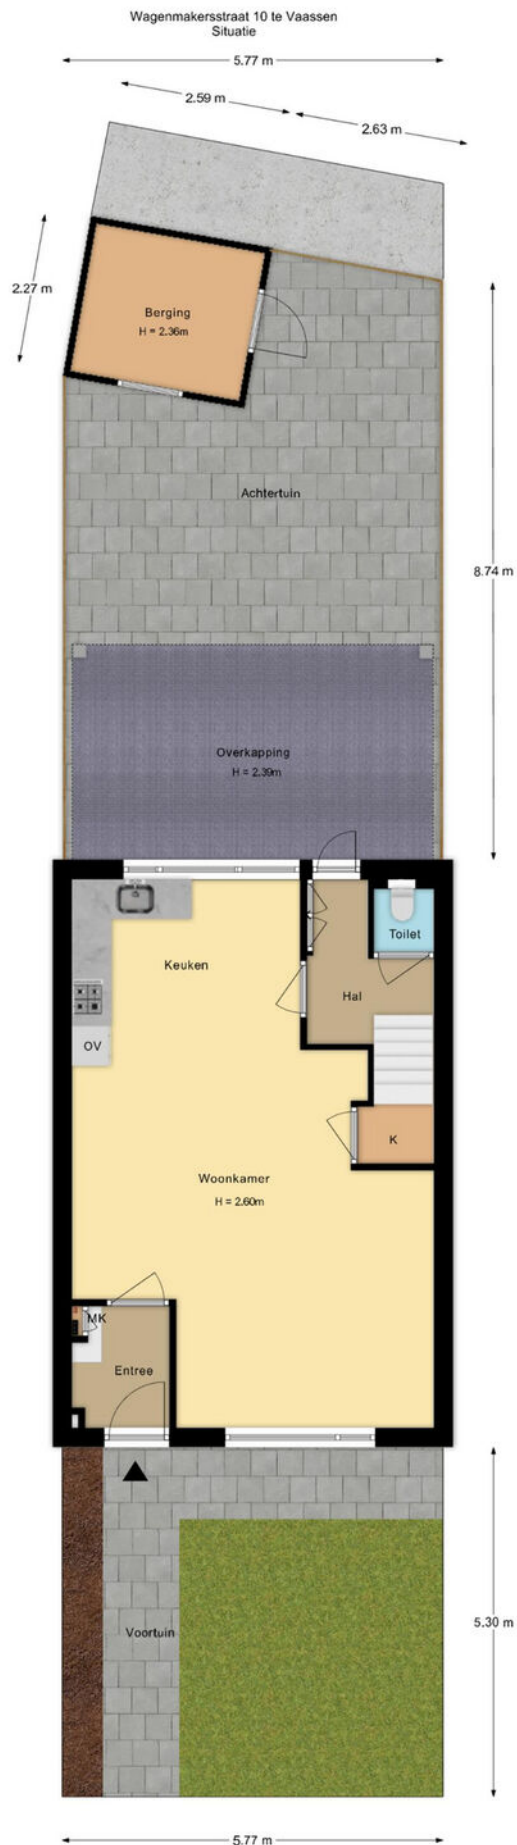 Wagenmakersstraat 10 te Vaassen
Situatie
5.77 m
2.59 m
2.63 m
2.27 m
Berging
H = 2.36m
Achtertuin
8.74 m
Overkapping
H = 2.39m
Toilet
Keuken
Hal
OV
K
Woonkamer
H = 2.60m
MK
Entree
5.30 m
Voortuin
5.77 m